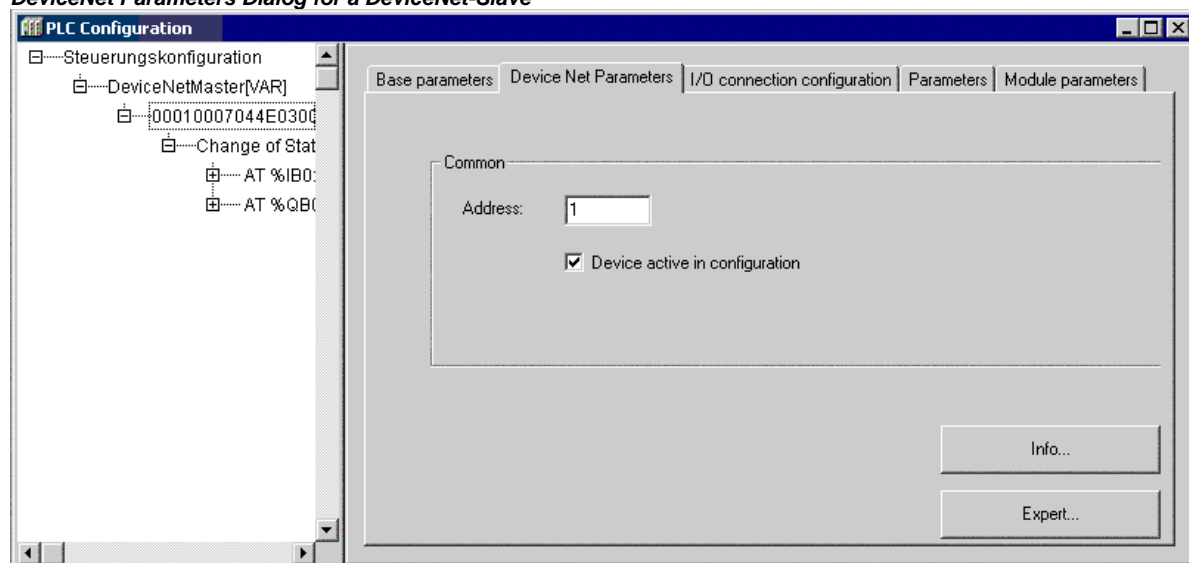 DeviceNet Parameters Dialog for a DeviceNet-Slave
PLC Configuration
Steuerungskonfiguration
DeviceNetMaster[VAR]
00010007044E030
Change of Stat
AT %IB0:
AT %QB
Base parameters Device Net Parameters I/O connection configuration Parameters Module parameters
Common
Address: 1
Device active in configuration
Info...
Expert...